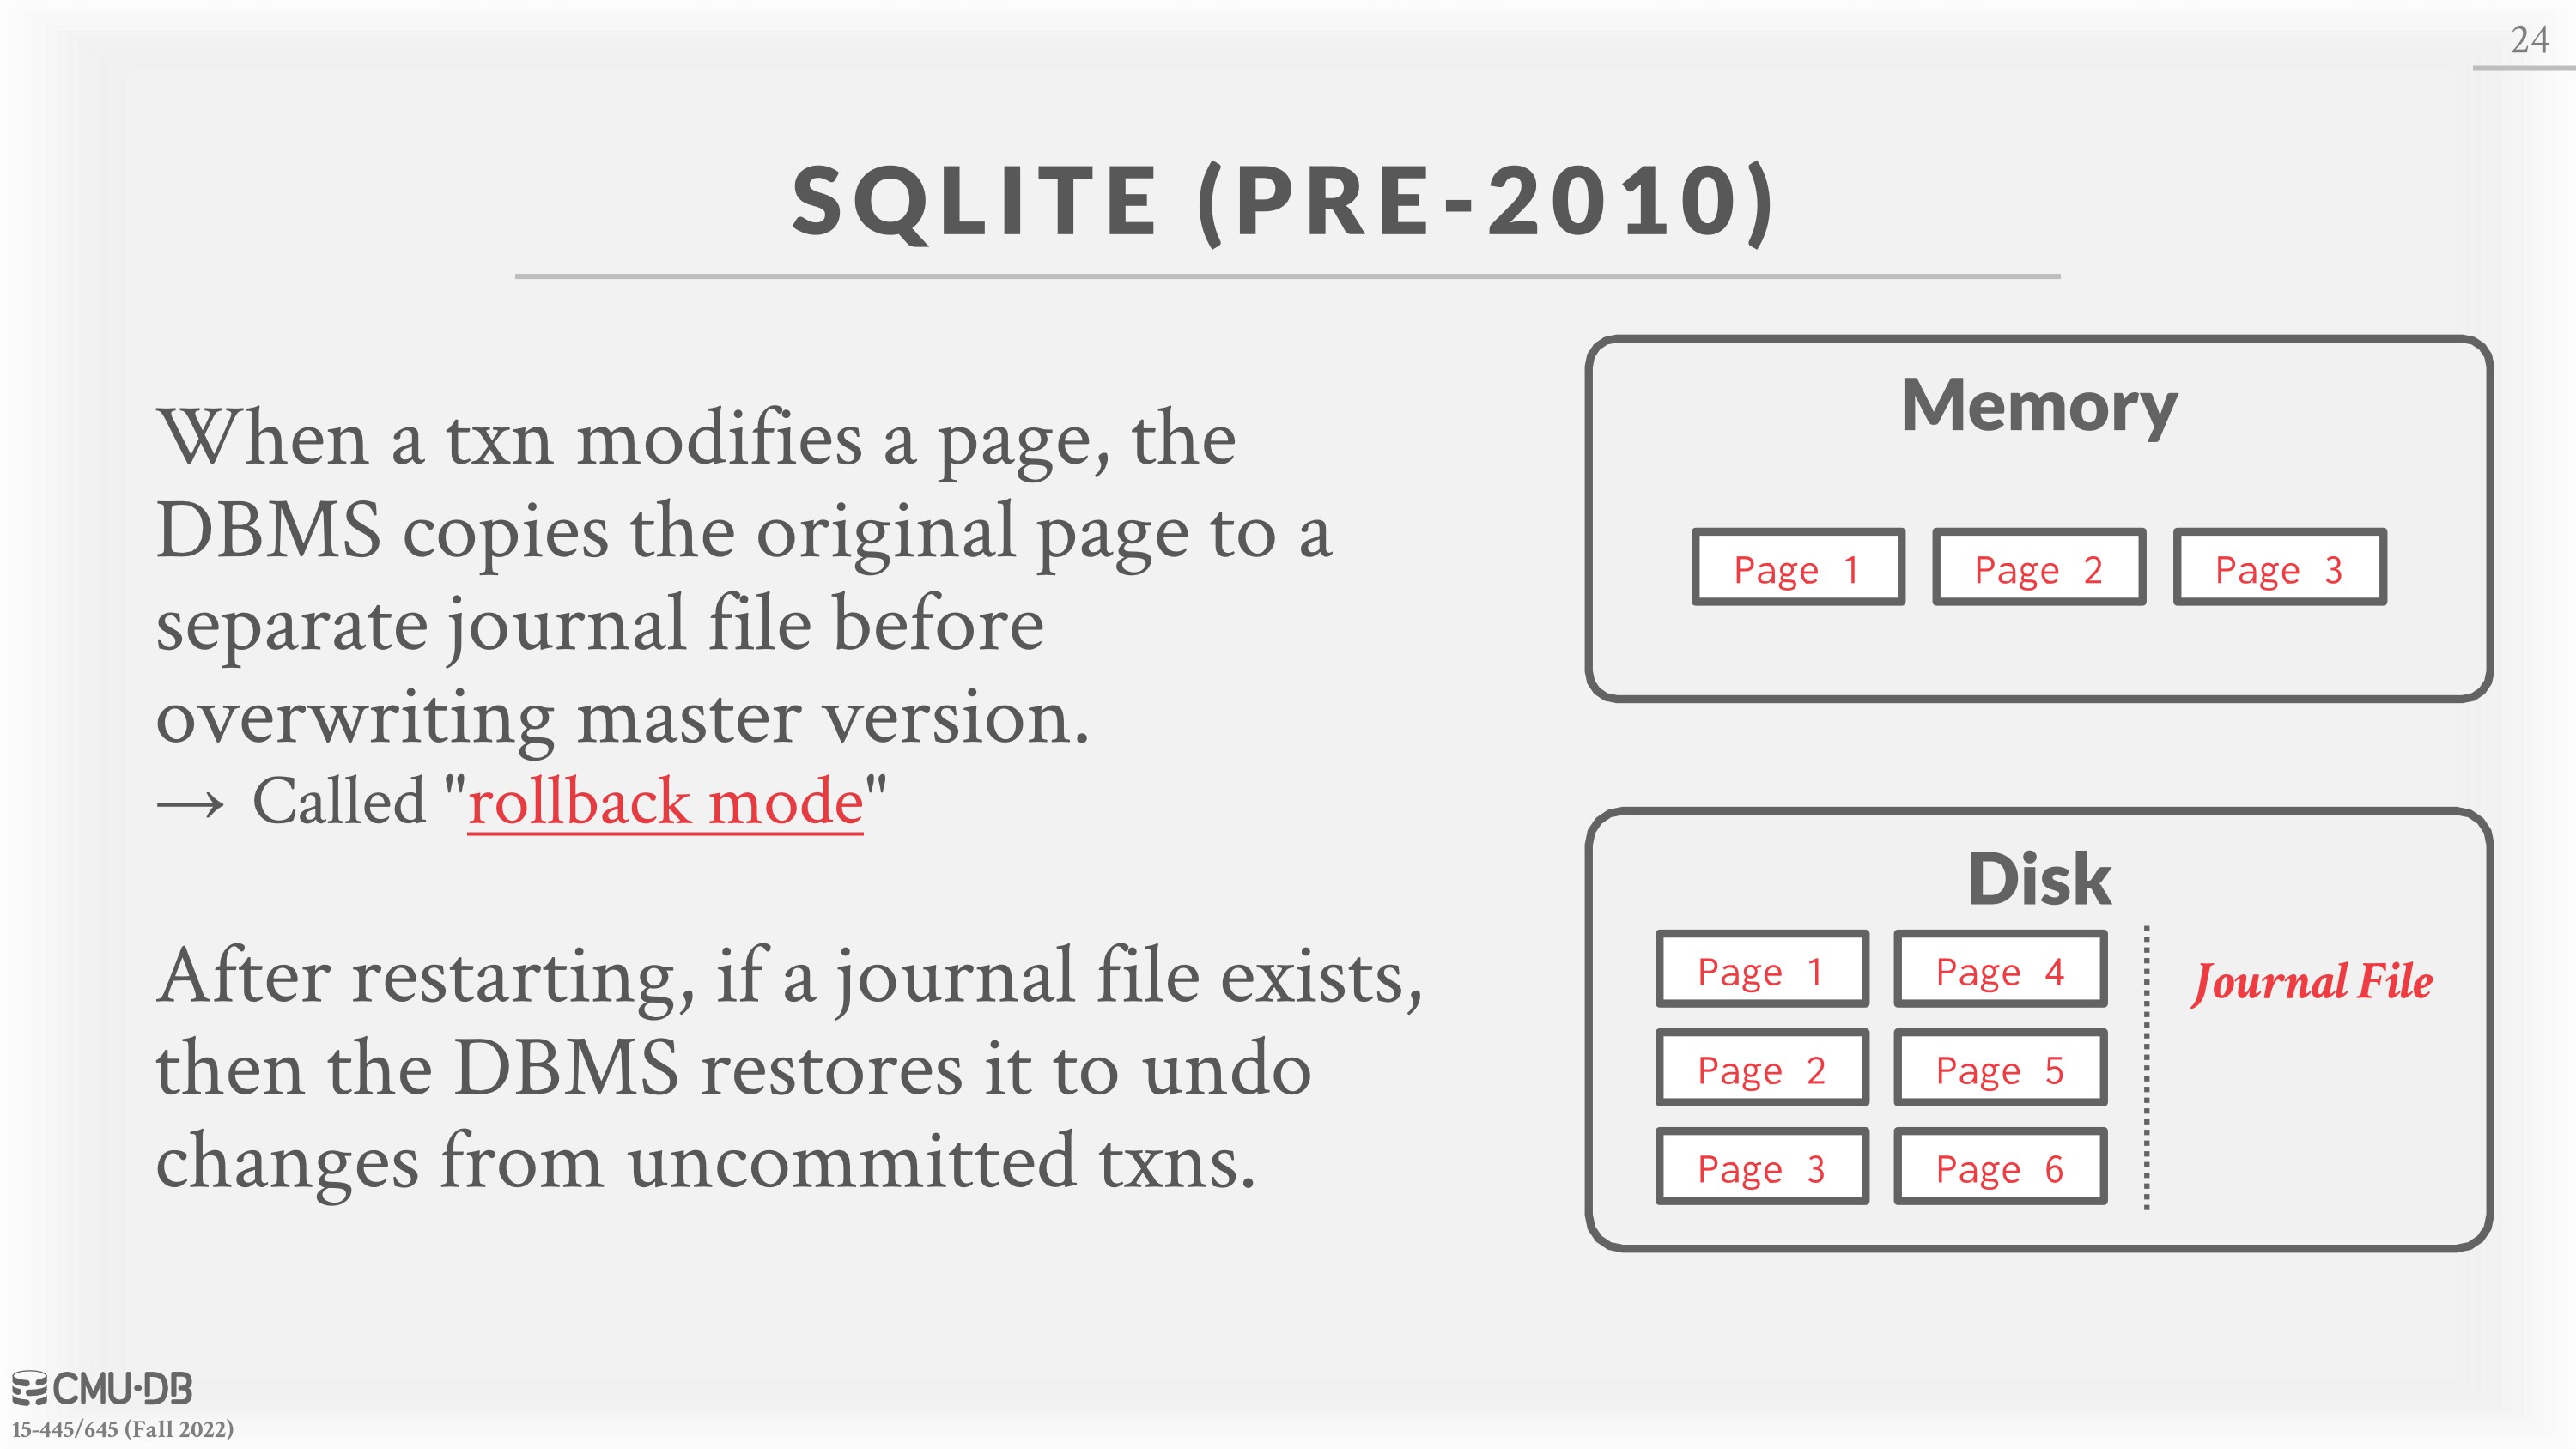 24
SQLITE (PRE-2010)
When a txn modifies a page, the
DBMS copies the original page to a
separate journal file before
overwriting master version.
→ Called "rollback mode"
After restarting, if a journal file exists,
then the DBMS restores it to undo
changes from uncommitted txns.
Memory
Page 1 Page 2 Page 3
Disk
Page 1 Page 4
Page 2 Page 5
Page 3 Page 6
Journal File
CMU·DB
15-445/645 (Fall 2022)